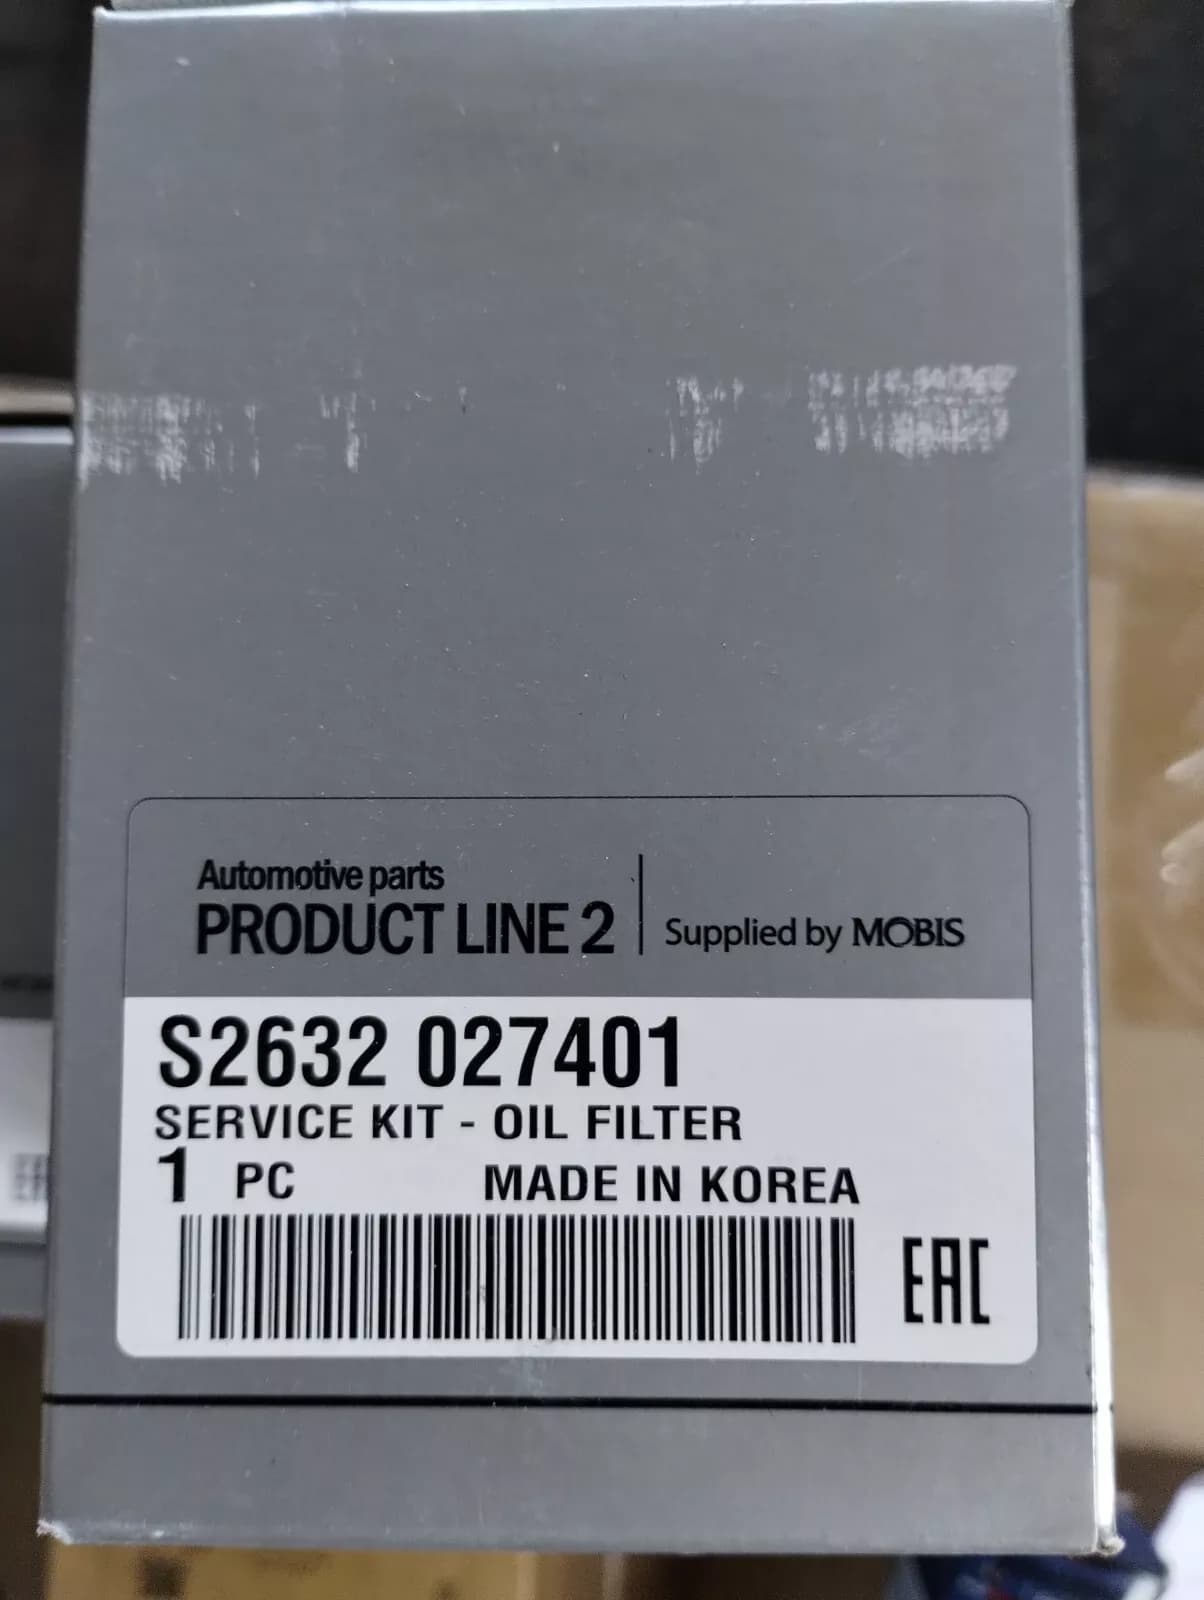 Automotive parts
PRODUCT LINE 2
Supplied by MOBIS
S2632 027401
SERVICE KIT - OIL FILTER
1 PC MADE IN KOREA
EAC